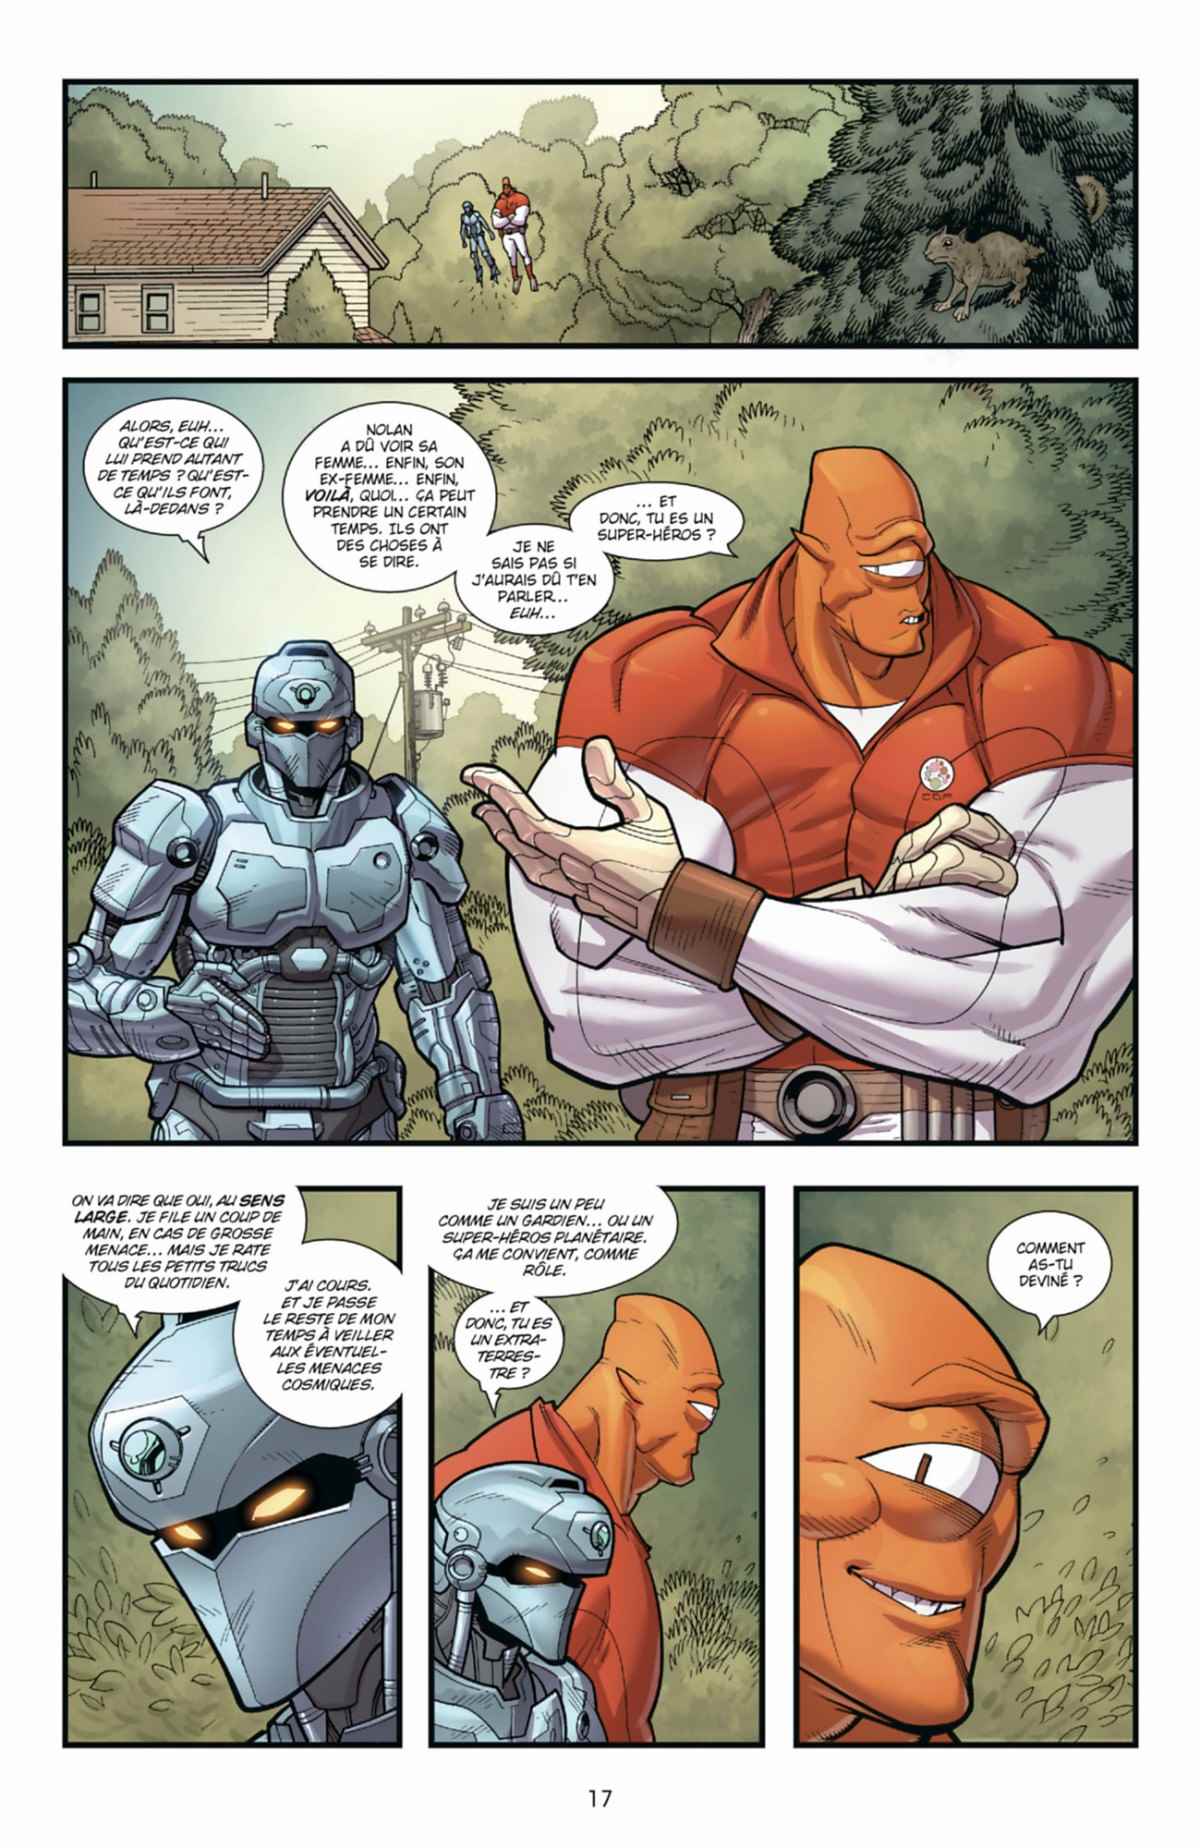 ALORS, EUH...
QU'EST-CE QUI
LUI PREND AUTANT
DE TEMPS ? QU'EST-
CE QU'ILS FONT,
LÀ-DEDANS ?
NOLAN
A DÛ VOIR SA
FEMME... ENFIN, SON
EX-FEMME... ENFIN,
VOILÀ, QUOI... ÇA PEUT
PRENDRE UN CERTAIN
TEMPS. ILS ONT
DES CHOSES À
SE DIRE.
JE NE
SAIS PAS SI
J'AURAIS DÛ T'EN
PARLER...
EUH...
... ET
DONC, TU ES UN
SUPER-HÉROS ?
ON VA DIRE QUE OUI, AU SENS
LARGE. JE FILE UN COUP DE
MAIN, EN CAS DE GROSSE
MENACE... MAIS JE RATE
TOUS LES PETITS TRUCS
DU QUOTIDIEN.
J'AI COURS.
ET JE PASSE
LE RESTE DE MON
TEMPS À VEILLER
AUX ÉVENTUEL-
LES MENACES
COSMIQUES.
JE SUIS UN PEU
COMME UN GARDIEN... OU UN
SUPER-HÉROS PLANÉTAIRE.
ÇA ME CONVIENT, COMME
RÔLE.
... ET
DONC, TU ES
UN EXTRA-
TERRES-
TRE ?
COMMENT
AS-TU
DEVINÉ ?
17